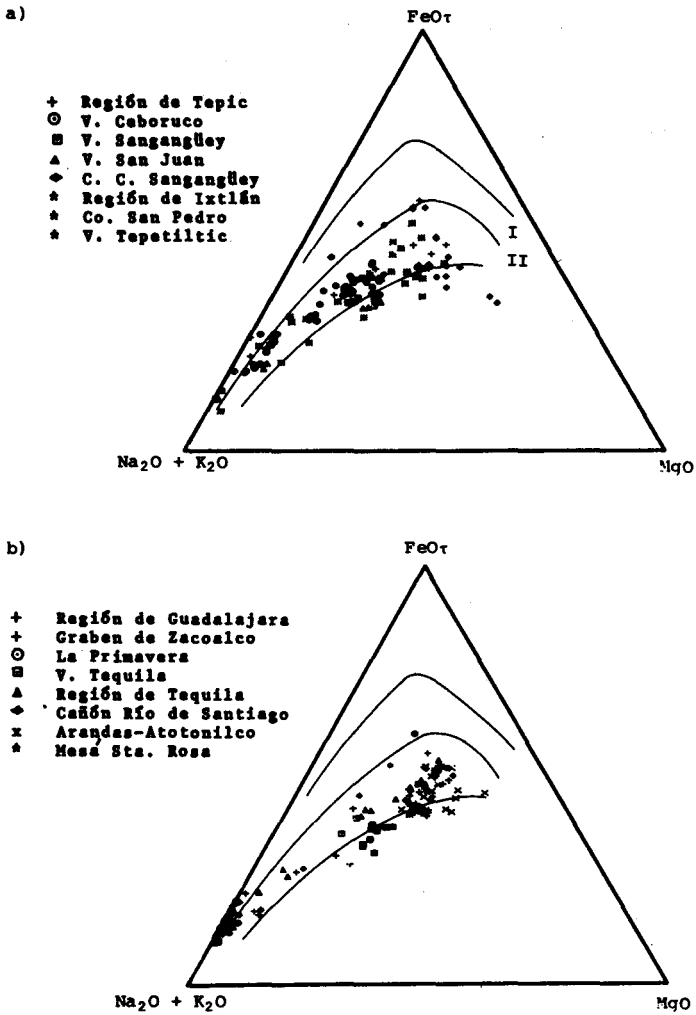 a)
FeOτ
+ Región de Tepic
⊙ V. Ceboruco
V. Sangangüey
▲ V. San Juan
◆ C. C. Sangangüey
* Región de Ixtlán
* Co. San Pedro
* V. Tepetiltic
I
II
Na2O + K2O
MgO
b)
FeOτ
+ Región de Guadalajara
+ Graben de Zacoalco
⊙ La Primavera
V. Tequila
▲ Región de Tequila
◆ Cañón Río de Santiago
x Arandas-Atotonilco
* Mesa Sta. Rosa
Na2O + K2O
MgO